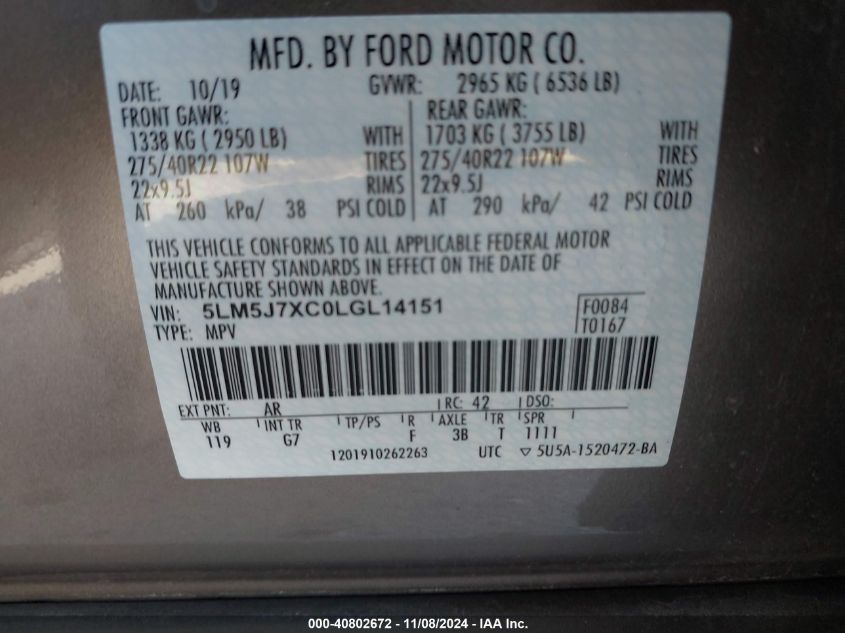 MFD. BY FORD MOTOR CO.
DATE: 10/19 GVWR: 2965 KG ( 6536 LB)
FRONT GAWR: REAR GAWR:
1338 KG ( 2950 LB) WITH 1703 KG ( 3755 LB) WITH
275/40R22 107W TIRES 275/40R22 107W TIRES
22x9.5J RIMS 22x9.5J RIMS
AT 260 kPa/ 38 PSI COLD AT 290 kPa/ 42 PSI COLD
THIS VEHICLE CONFORMS TO ALL APPLICABLE FEDERAL MOTOR
VEHICLE SAFETY STANDARDS IN EFFECT ON THE DATE OF
MANUFACTURE SHOWN ABOVE.
VIN: 5LM5J7XC0LGL14151 F0084
TYPE: MPV T0167
EXT PNT: AR RC: 42 DSO:
WB INT TR TP/PS R AXLE TR SPR
119 G7 F 3B T 1111
1201910262263 UTC ▽ 5U5A-1520472-BA
000-40802672 - 11/08/2024 - IAA Inc.